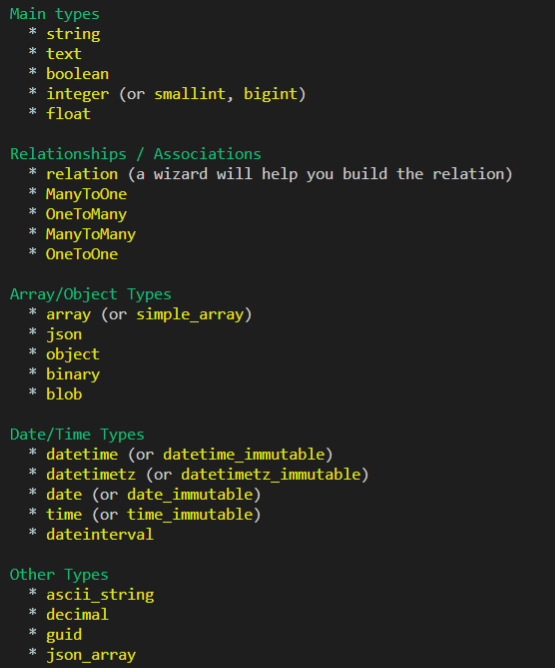 Main types
  * string
  * text
  * boolean
  * integer (or smallint, bigint)
  * float
Relationships / Associations
  * relation (a wizard will help you build the relation)
  * ManyToOne
  * OneToMany
  * ManyToMany
  * OneToOne
Array/Object Types
  * array (or simple_array)
  * json
  * object
  * binary
  * blob
Date/Time Types
  * datetime (or datetime_immutable)
  * datetimetz (or datetimetz_immutable)
  * date (or date_immutable)
  * time (or time_immutable)
  * dateinterval
Other Types
  * ascii_string
  * decimal
  * guid
  * json_array